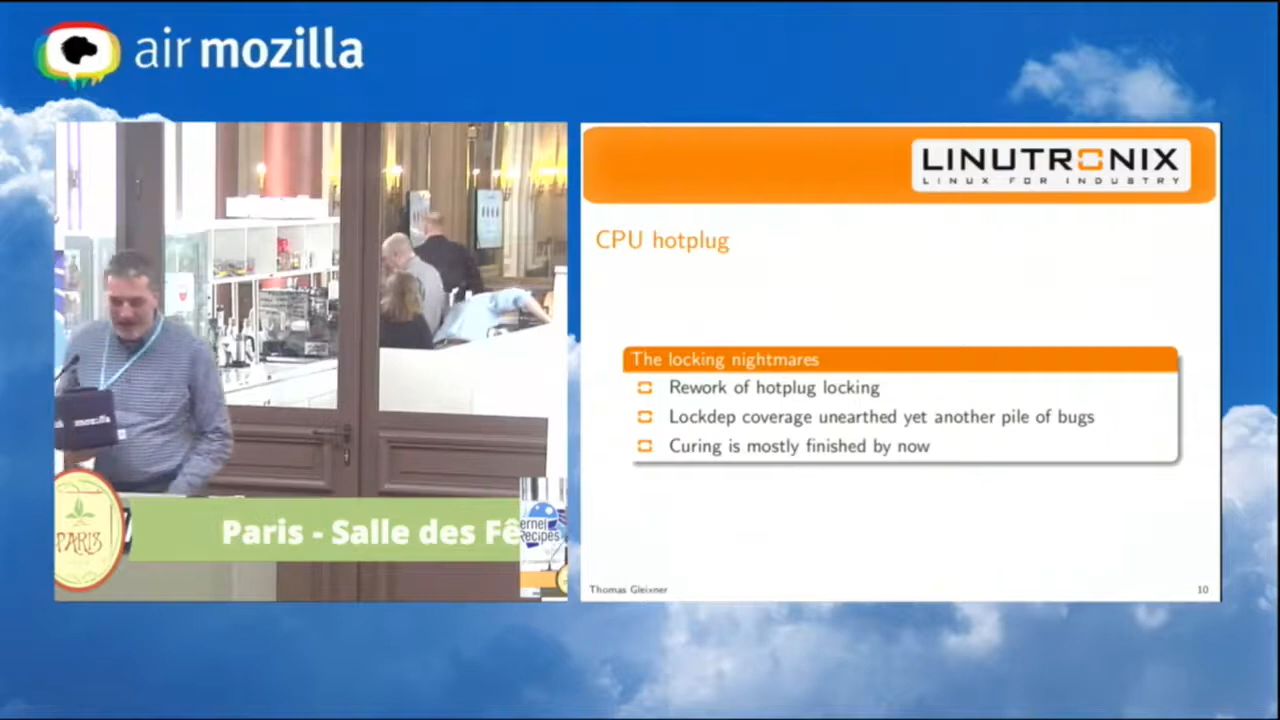 air mozilla
LINUTRONIX
LINUX FOR INDUSTRY
CPU hotplug
The locking nightmares
Rework of hotplug locking
Lockdep coverage unearthed yet another pile of bugs
Curing is mostly finished by now
Thomas Gleixner
10
mozilla
PARIS
Paris - Salle des Fê
ernel
Recipes